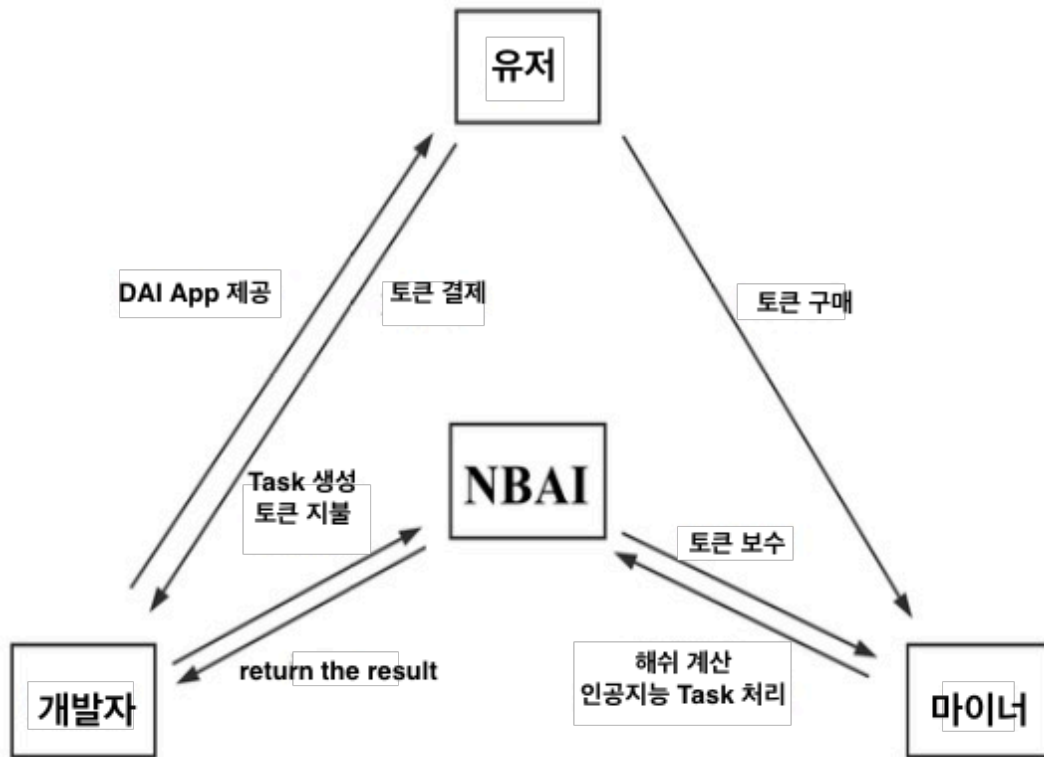 유저
DAI App 제공
토큰 결제
토큰 구매
NBAI
Task 생성
토큰 지불
토큰 보수
return the result
해쉬 계산
인공지능 Task 처리
개발자
마이너